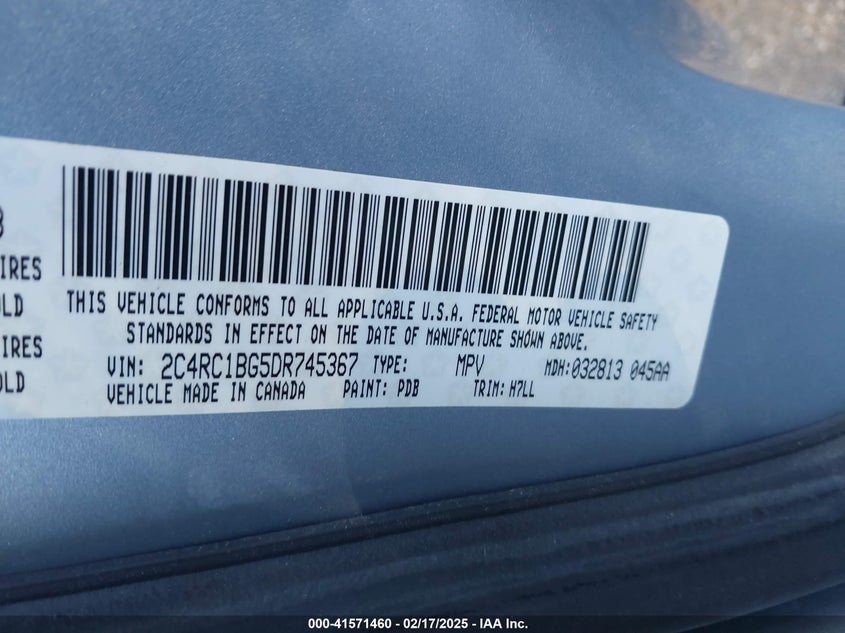 3
IRES
OLD
IRES
OLD
THIS VEHICLE CONFORMS TO ALL APPLICABLE U.S.A. FEDERAL MOTOR VEHICLE SAFETY
STANDARDS IN EFFECT ON THE DATE OF MANUFACTURE SHOWN ABOVE.
VIN: 2C4RC1BG5DR745367 TYPE: MPV MDH:032813 045AA
VEHICLE MADE IN CANADA PAINT: PDB TRIM: H7LL
000-41571460 - 02/17/2025 - IAA Inc.